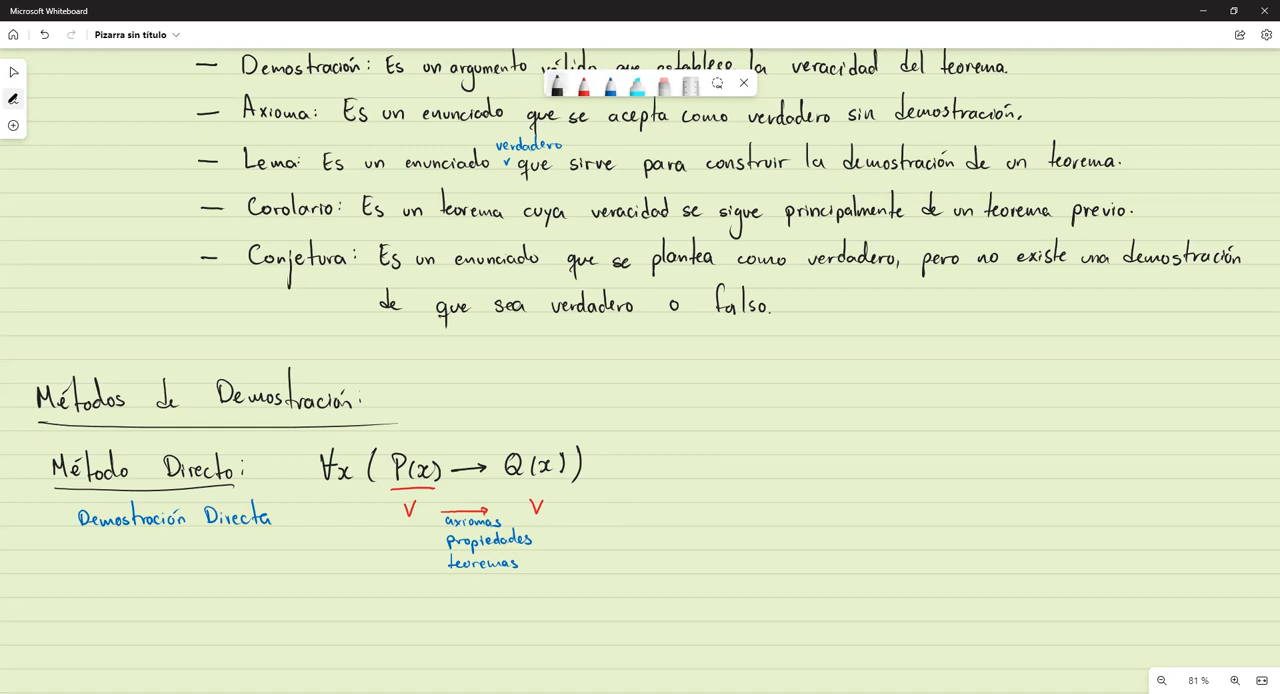 Microsoft Whiteboard
Pizarra sin título
— Demostración: Es un argumento válido que establece la veracidad del teorema.
— Axioma: Es un enunciado que se acepta como verdadero sin demostración.
verdadero
— Lema: Es un enunciado ˅ que sirve para construir la demostración de un teorema.
— Corolario: Es un teorema cuya veracidad se sigue principalmente de un teorema previo.
— Conjetura: Es un enunciado que se plantea como verdadero, pero no existe una demostración
de que sea verdadero o falso.
Métodos de Demostración:
Método Directo: ∀x ( P(x) → Q(x) )
Demostración Directa V → V
axiomas
propiedades
teoremas
81 %